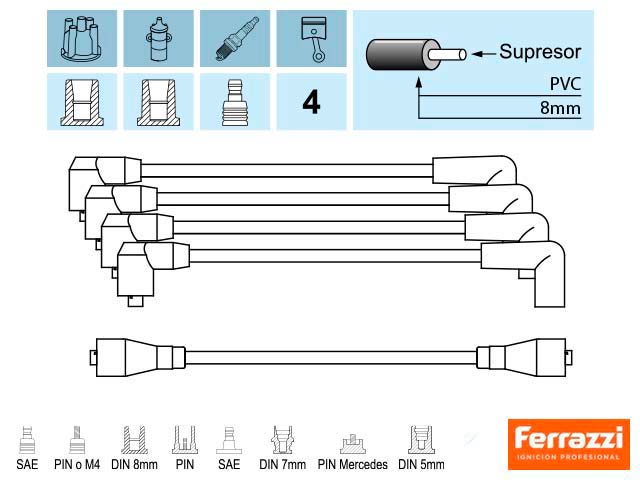 Supresor
PVC
8mm
4
SAE PIN o M4 DIN 8mm PIN SAE DIN 7mm PIN Mercedes DIN 5mm
Ferrazzi
IGNICION PROFESIONAL